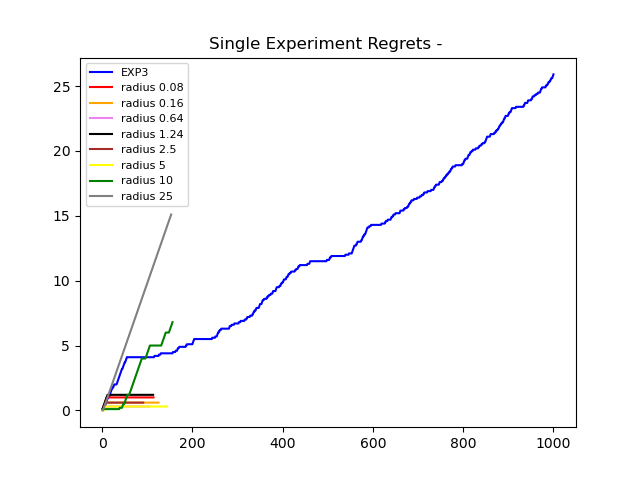 Single Experiment Regrets -
EXP3
radius 0.08
radius 0.16
radius 0.64
radius 1.24
radius 2.5
radius 5
radius 10
radius 25
25
20
15
10
5
0
0 200 400 600 800 1000